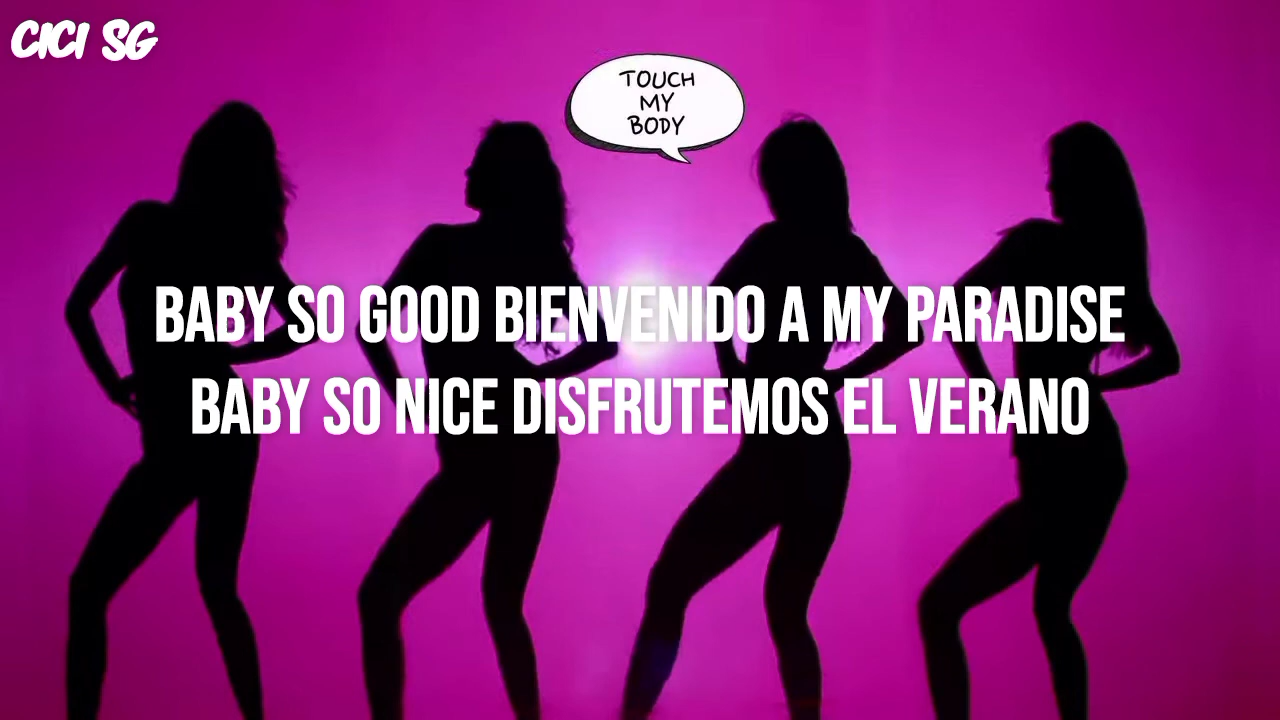 CICI SG
TOUCH
MY
BODY
BABY SO GOOD BIENVENIDO A MY PARADISE
BABY SO NICE DISFRUTEMOS EL VERANO